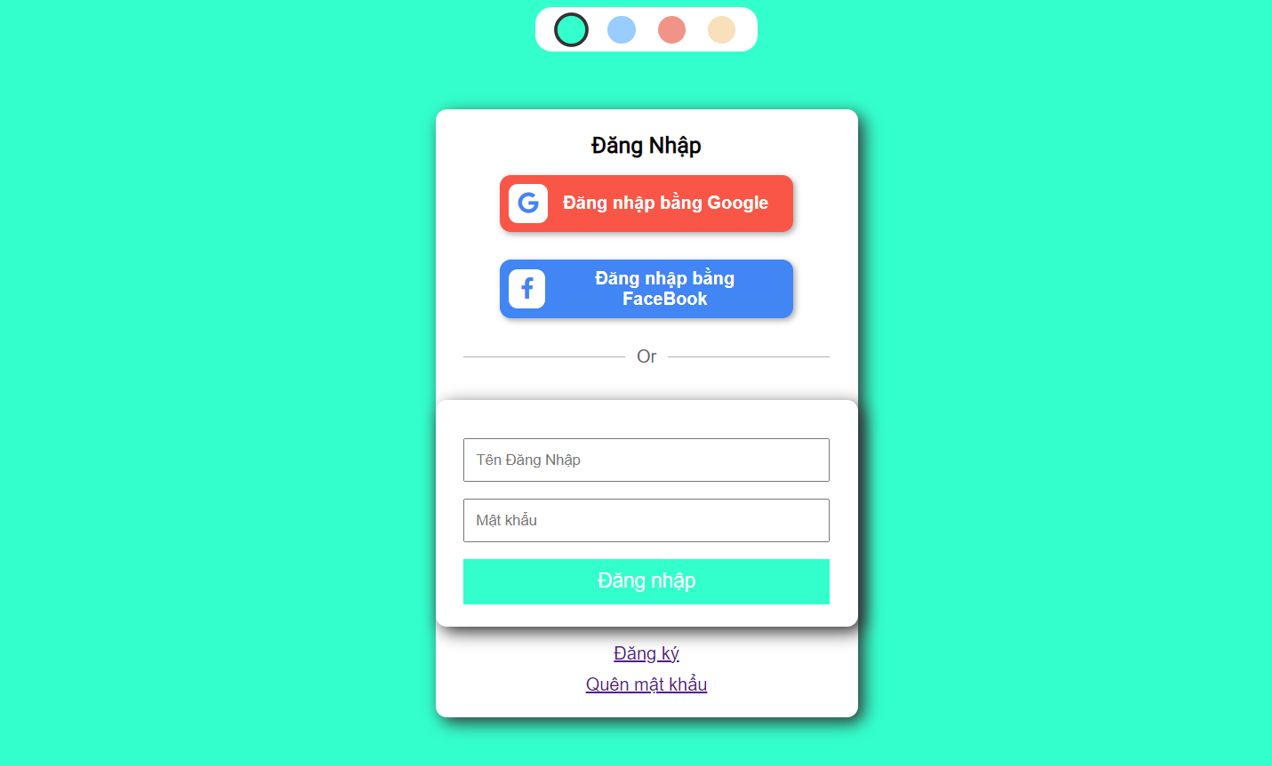 Đăng Nhập
Đăng nhập bằng Google
Đăng nhập bằng
FaceBook
Or
Tên Đăng Nhập
Mật khẩu
Đăng nhập
Đăng ký
Quên mật khẩu